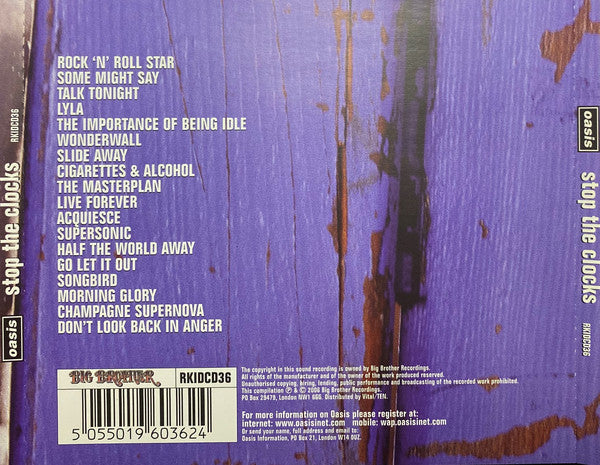 oasis stop the clocks RKIDCD36
ROCK 'N' ROLL STAR
SOME MIGHT SAY
TALK TONIGHT
LYLA
THE IMPORTANCE OF BEING IDLE
WONDERWALL
SLIDE AWAY
CIGARETTES & ALCOHOL
THE MASTERPLAN
LIVE FOREVER
ACQUIESCE
SUPERSONIC
HALF THE WORLD AWAY
GO LET IT OUT
SONGBIRD
MORNING GLORY
CHAMPAGNE SUPERNOVA
DON'T LOOK BACK IN ANGER
BIG BROTHER RKIDCD36
5 055019 603624
The copyright in this sound recording is owned by Big Brother Recordings.
All rights of the manufacturer and of the owner of the work produced reserved.
Unauthorised copying, hiring, lending, public performance and broadcasting of the recorded work prohibited.
This compilation ℗ & © 2006 Big Brother Recordings.
PO Box 29479, London NW1 6GG. Distributed by Vital/TEN.
For more information on Oasis please register at:
internet: www.oasisinet.com mobile: wap.oasisinet.com
Or send your name, full address and email to:
Oasis Information, PO Box 21, London W14 0UZ.
oasis stop the clocks RKIDCD36